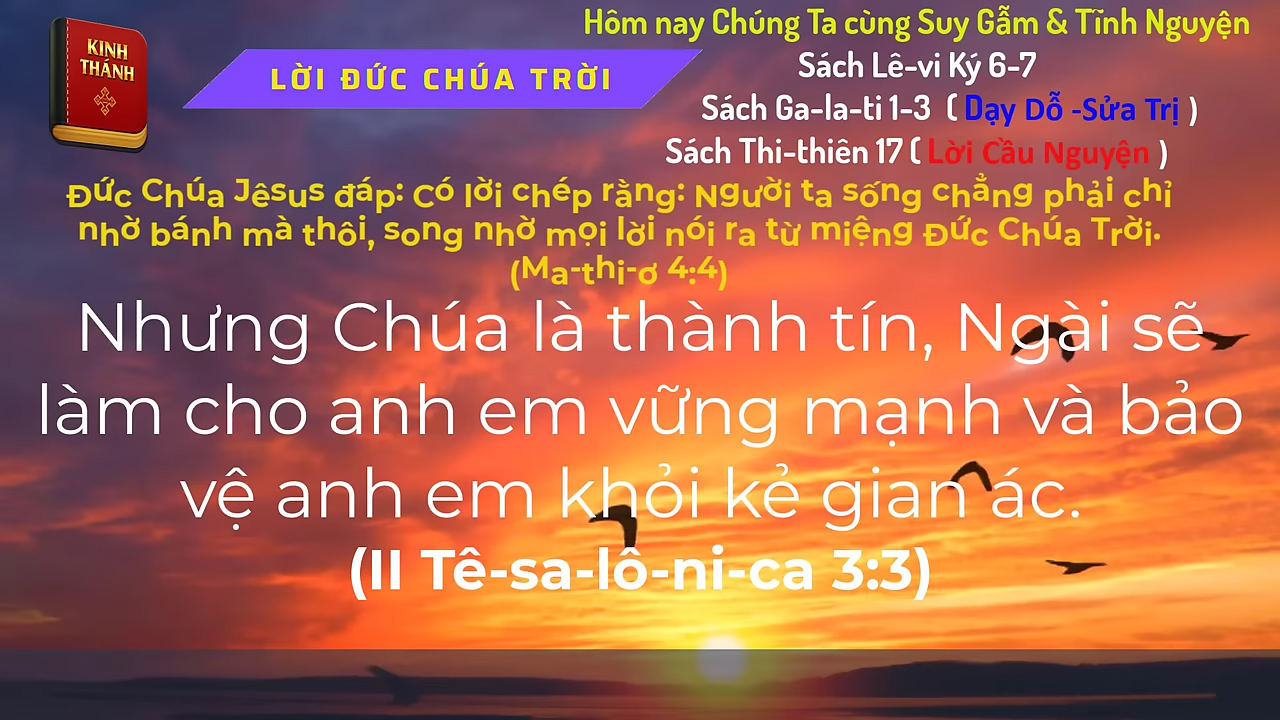 KINH
THÁNH
LỜI ĐỨC CHÚA TRỜI
Hôm nay Chúng Ta cùng Suy Gẫm & Tĩnh Nguyện
Sách Lê-vi Ký 6-7
Sách Ga-la-ti 1-3 ( Dạy Dỗ -Sửa Trị )
Sách Thi-thiên 17 ( Lời Cầu Nguyện )
Đức Chúa Jêsus đáp: Có lời chép rằng: Người ta sống chẳng phải chỉ
nhờ bánh mà thôi, song nhờ mọi lời nói ra từ miệng Đức Chúa Trời.
(Ma-thi-ơ 4:4)
Nhưng Chúa là thành tín, Ngài sẽ
làm cho anh em vững mạnh và bảo
vệ anh em khỏi kẻ gian ác.
(II Tê-sa-lô-ni-ca 3:3)